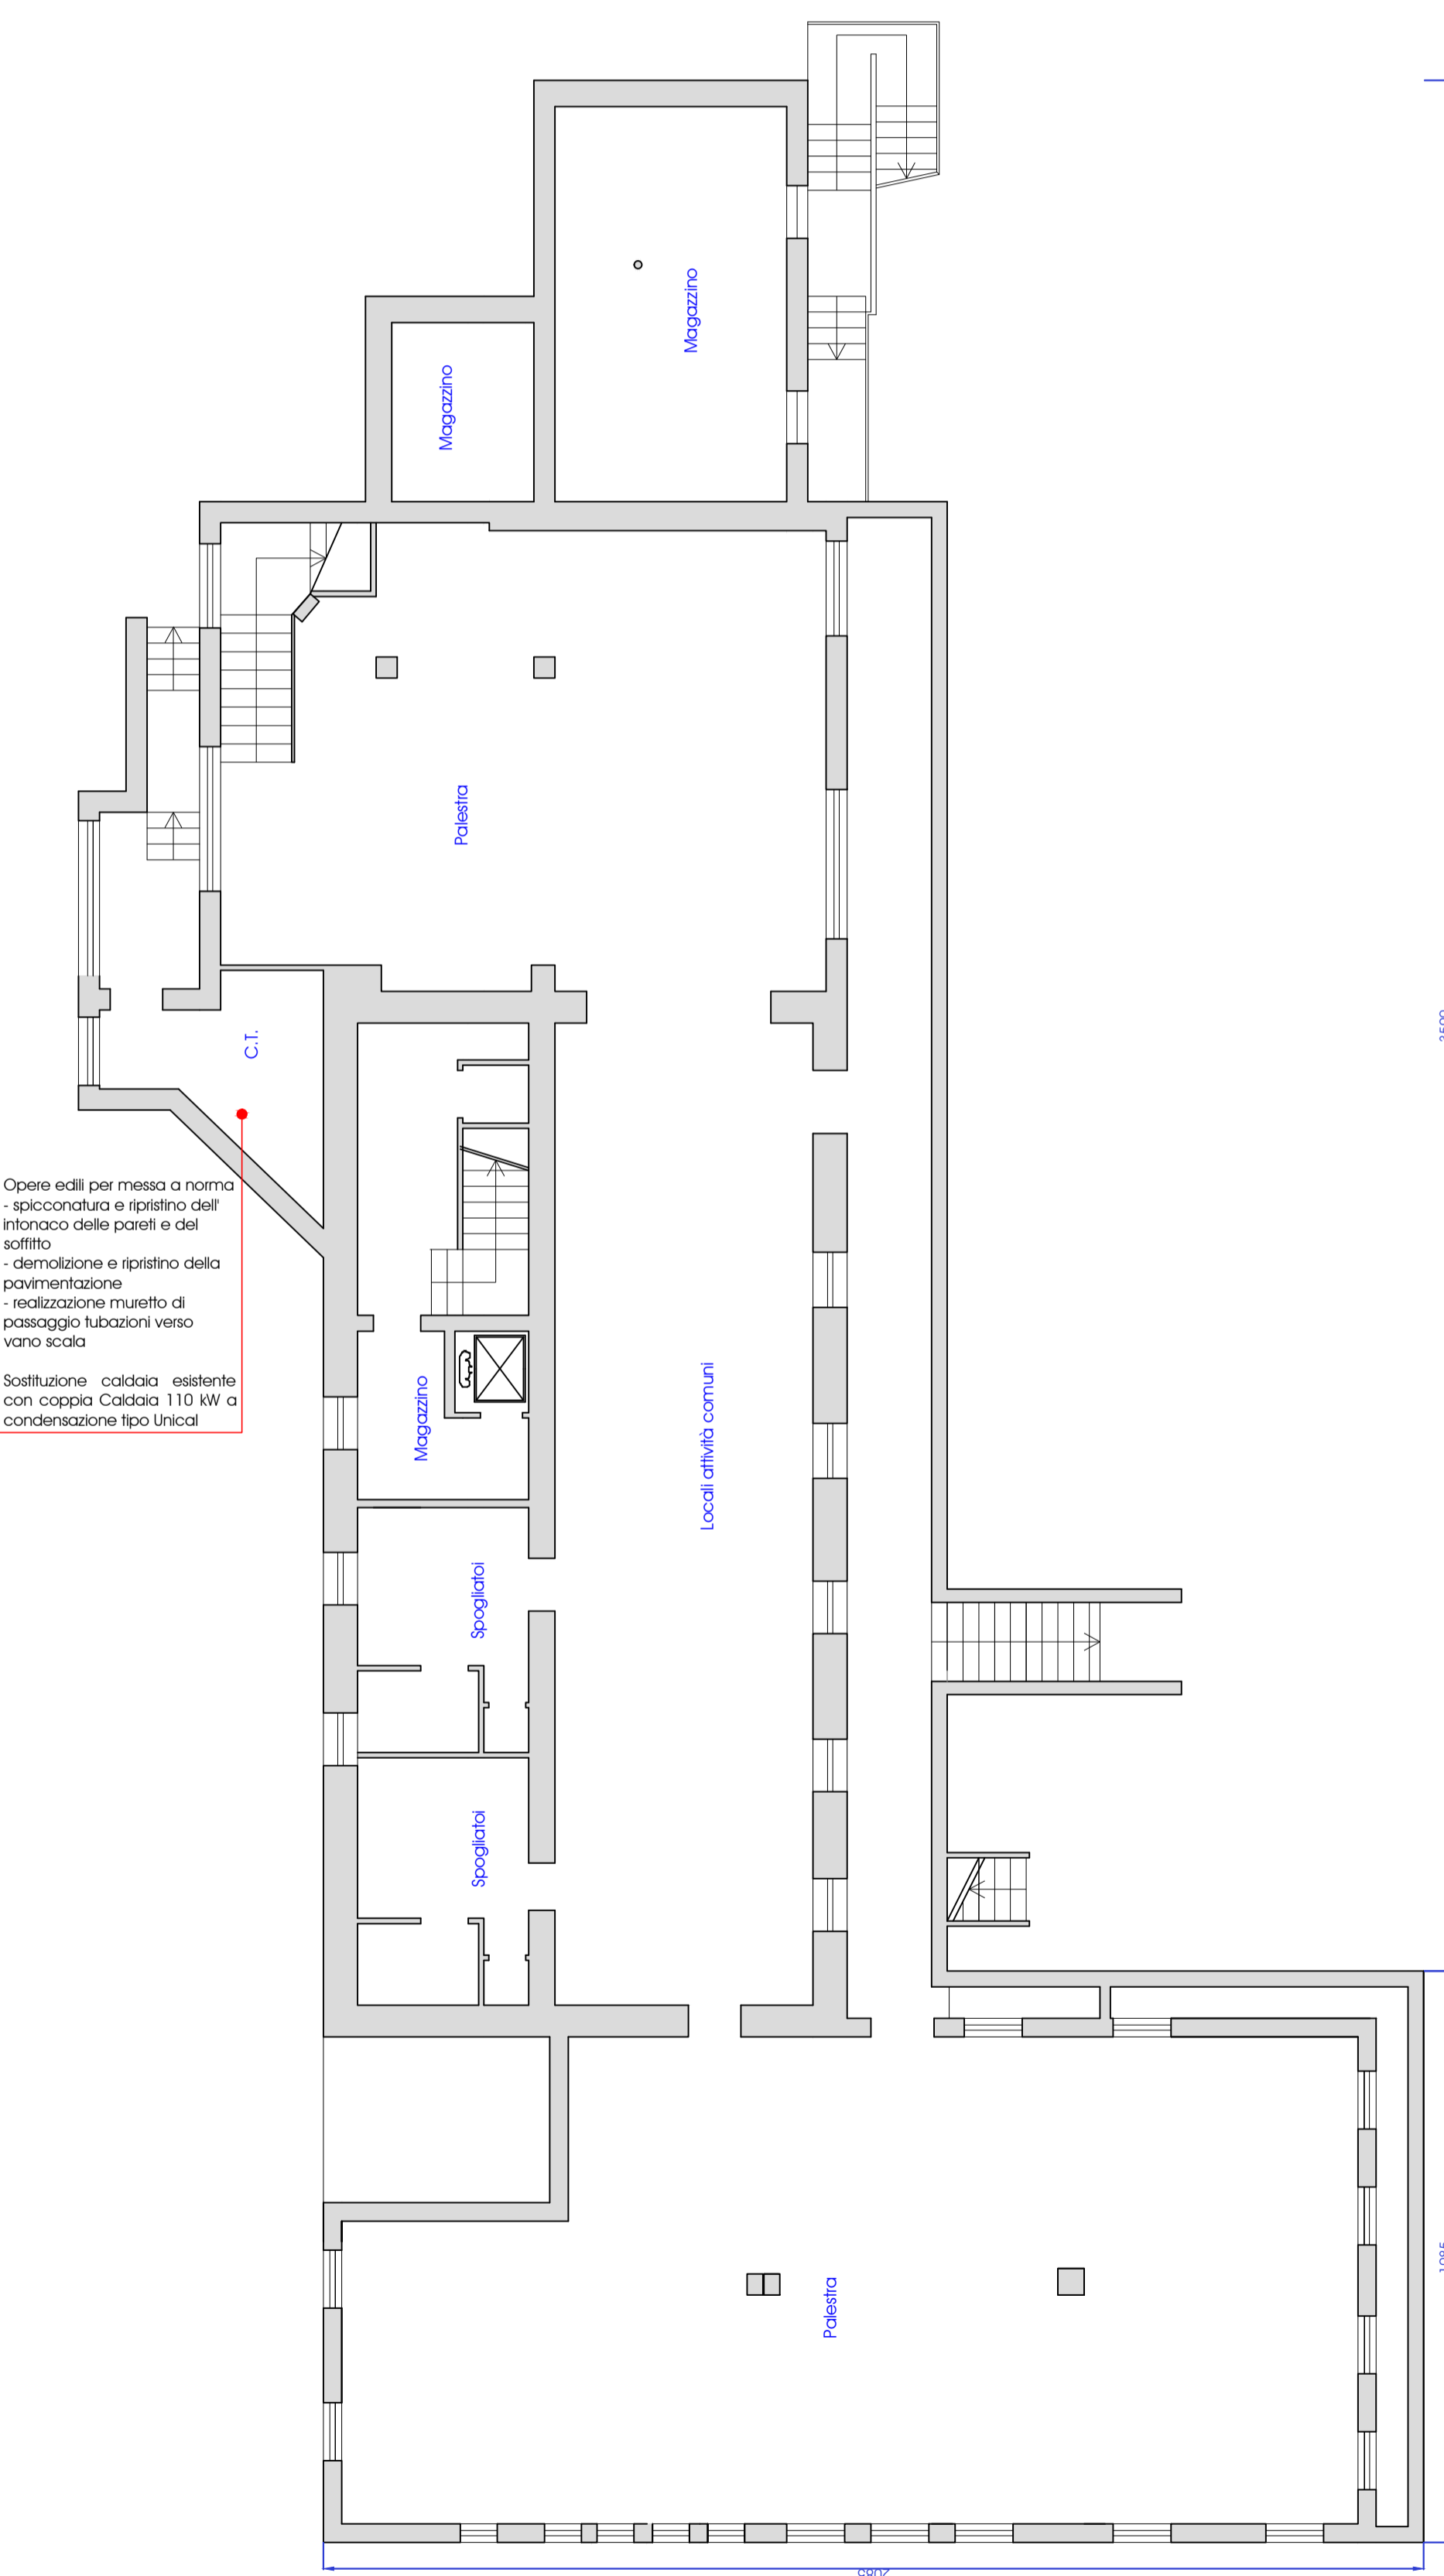 Magazzino
Magazzino
Palestra
C.T.
Opere edili per messa a norma
- spicconatura e ripristino dell'
intonaco delle pareti e del
soffitto
- demolizione e ripristino della
pavimentazione
- realizzazione muretto di
passaggio tubazioni verso
vano scala
Sostituzione caldaia esistente
con coppia Caldaia 110 kW a
condensazione tipo Unical
Magazzino
Locali attività comuni
Spogliatoi
Spogliatoi
Palestra